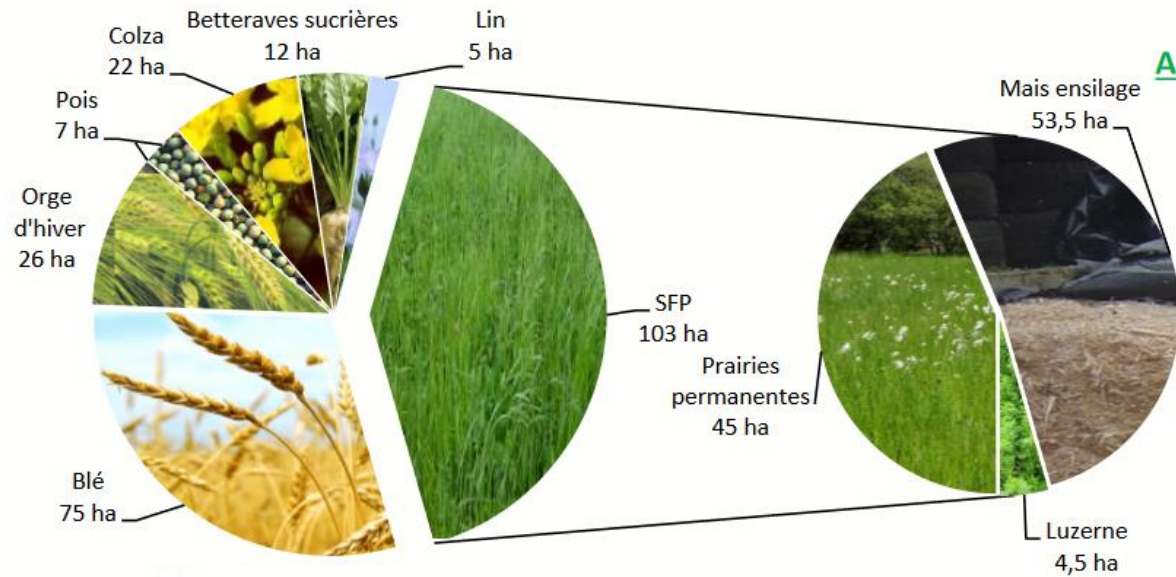 Betteraves sucrières
12 ha
Lin
5 ha
Colza
22 ha
Pois
7 ha
Orge
d'hiver
26 ha
Blé
75 ha
SFP
103 ha
A
Mais ensilage
53,5 ha
Prairies
permanentes
45 ha
Luzerne
4,5 ha